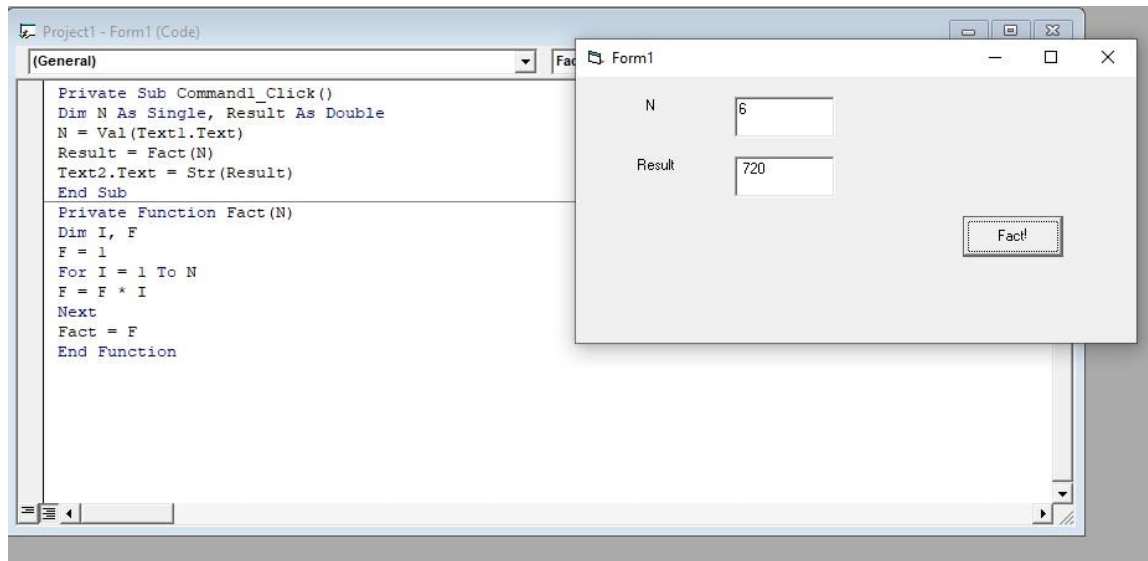 Project1 - Form1 (Code)
(General)
Private Sub Command1_Click()
Dim N As Single, Result As Double
N = Val(Text1.Text)
Result = Fact(N)
Text2.Text = Str(Result)
End Sub
Private Function Fact(N)
Dim I, F
F = 1
For I = 1 To N
F = F * I
Next
Fact = F
End Function
Form1
N
6
Result
720
Fact!